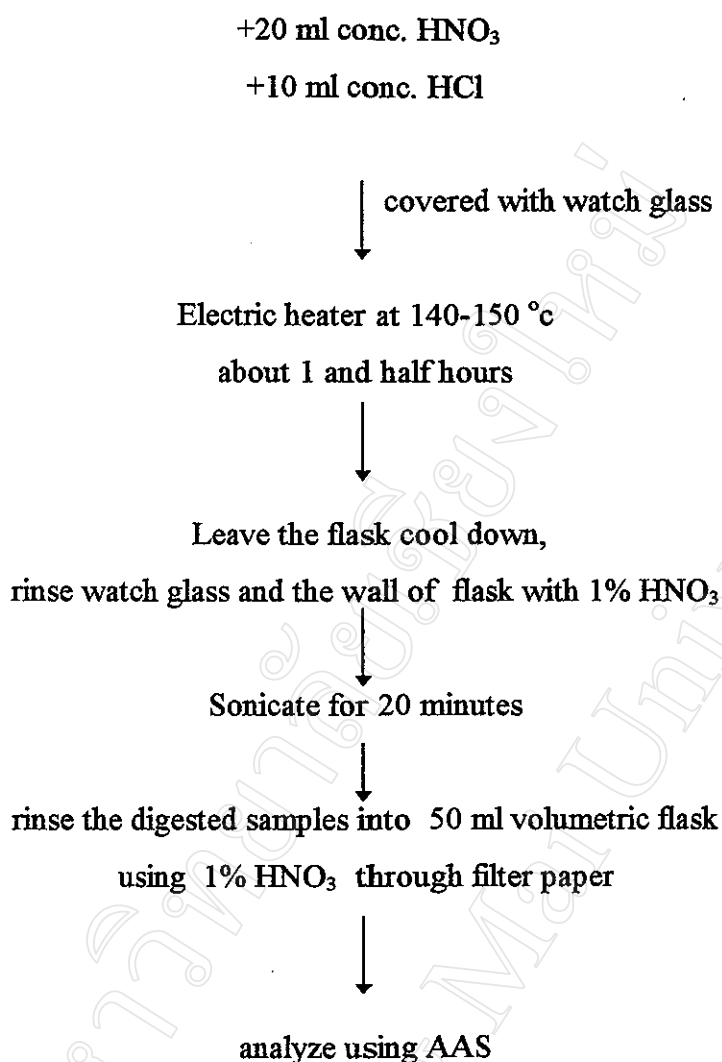 +20 ml conc. HNO₃
+10 ml conc. HCl
covered with watch glass
Electric heater at 140-150 °c
about 1 and half hours
Leave the flask cool down,
rinse watch glass and the wall of flask with 1% HNO₃
Sonicate for 20 minutes
rinse the digested samples into 50 ml volumetric flask
using 1% HNO₃ through filter paper
analyze using AAS